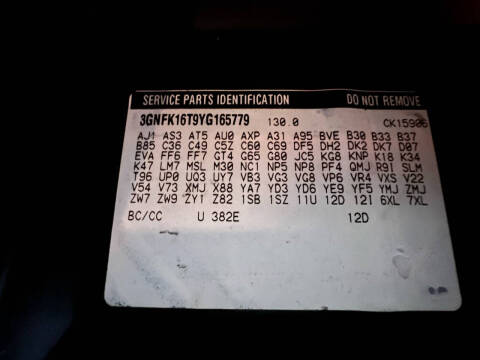 SERVICE PARTS IDENTIFICATION DO NOT REMOVE
3GNFK16T9YG165779 130.0 CK15906
AJ1 AS3 AT5 AU0 AXP A31 A95 BVE B30 B33 B37
B85 C36 C49 C5Z C60 C69 DF5 DH2 DK2 DK7 D07
EVA FF6 FF7 GT4 G65 G80 JC5 KG8 KNP K18 K34
K47 LM7 MSL M30 NC1 NP5 NP8 PF4 QMJ R9I SLM
T96 UP0 UQ3 UY7 VB3 VG3 VG8 VP6 VR4 VXS V22
V54 V73 XMJ X88 YA7 YD3 YD6 YE9 YF5 YMJ ZMJ
ZW7 ZW9 ZY1 Z82 1SB 1SZ 11U 12D 12I 6XL 7XL
BC/CC U 382E 12D